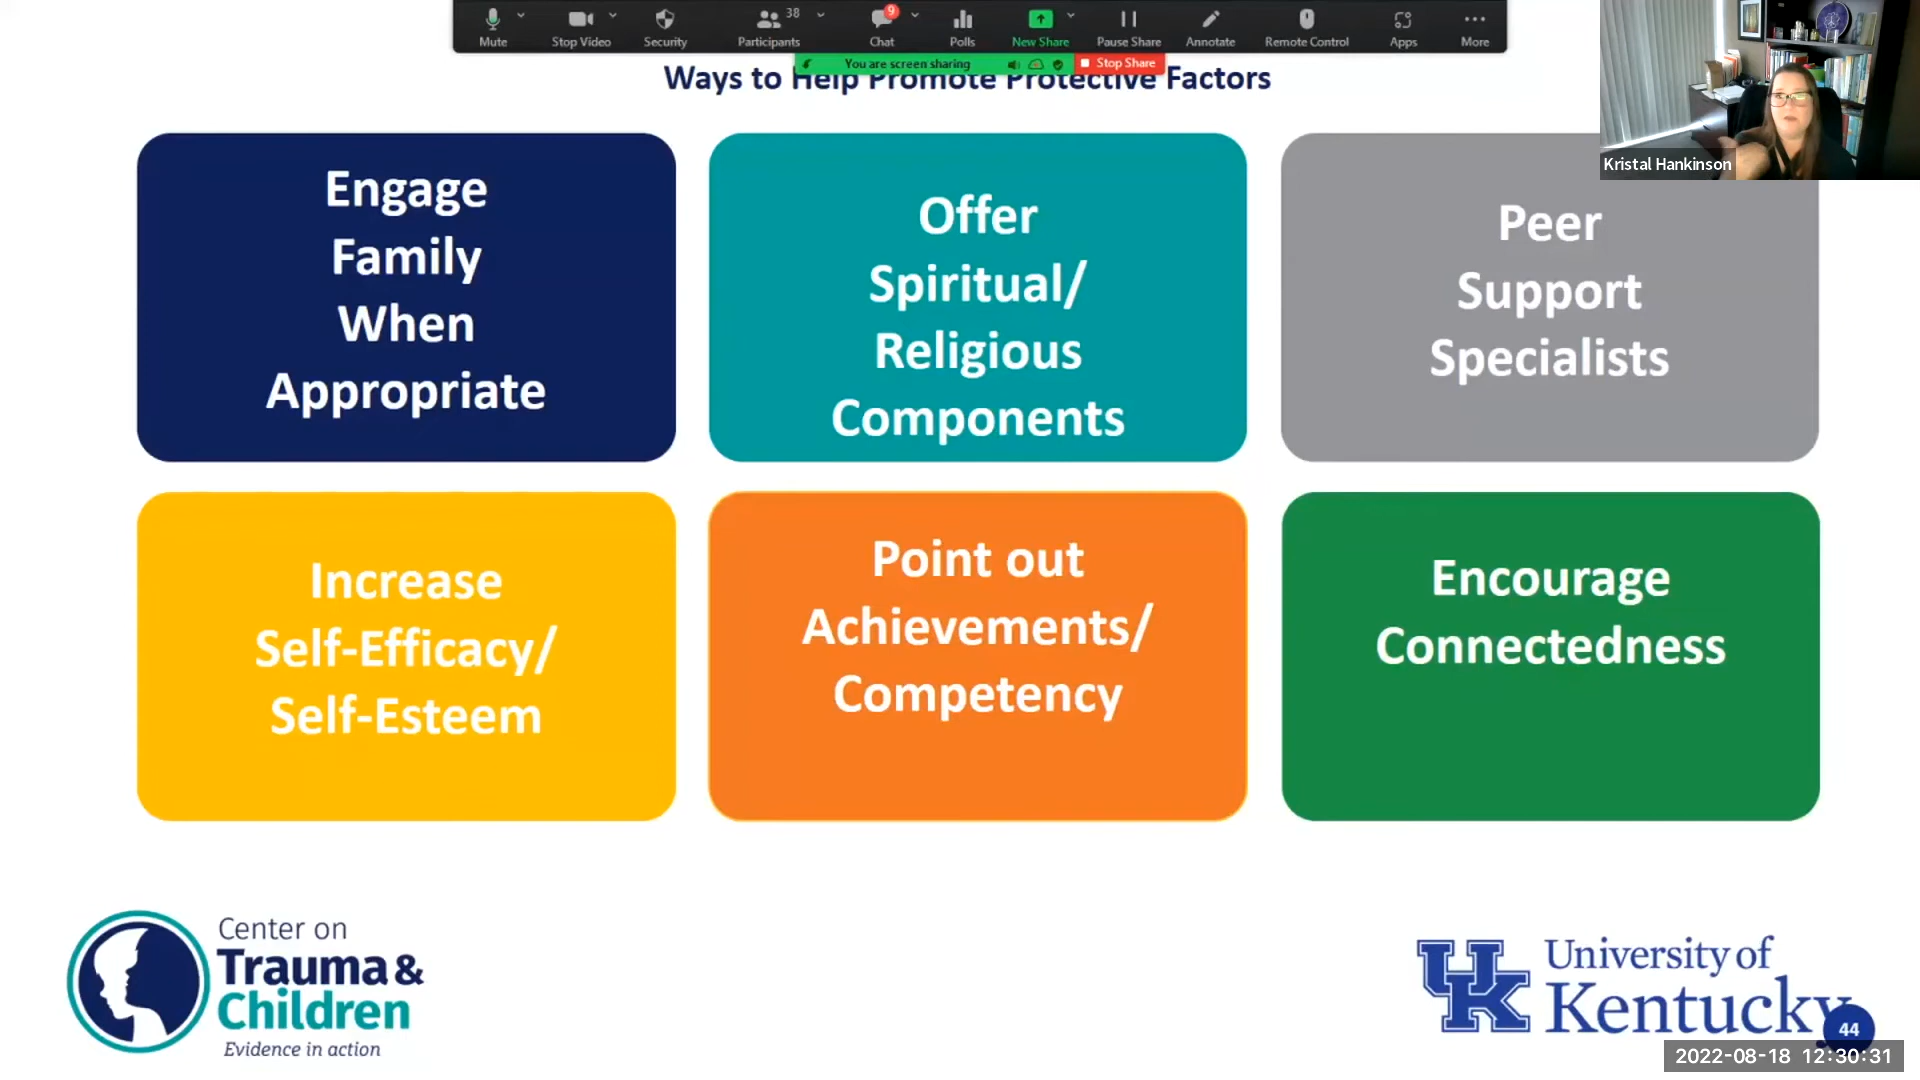 38
9
Mute
Stop Video
Security
Participants
Chat
Polls
New Share
Pause Share
Annotate
Remote Control
Apps
More
You are screen sharing
Stop Share
Ways to Help Promote Protective Factors
Kristal Hankinson
Engage
Family
When
Appropriate
Offer
Spiritual/
Religious
Components
Peer
Support
Specialists
Increase
Self-Efficacy/
Self-Esteem
Point out
Achievements/
Competency
Encourage
Connectedness
Center on
Trauma &
Children
Evidence in action
UK
University of
Kentucky
44
2022-08-18 12:30:31